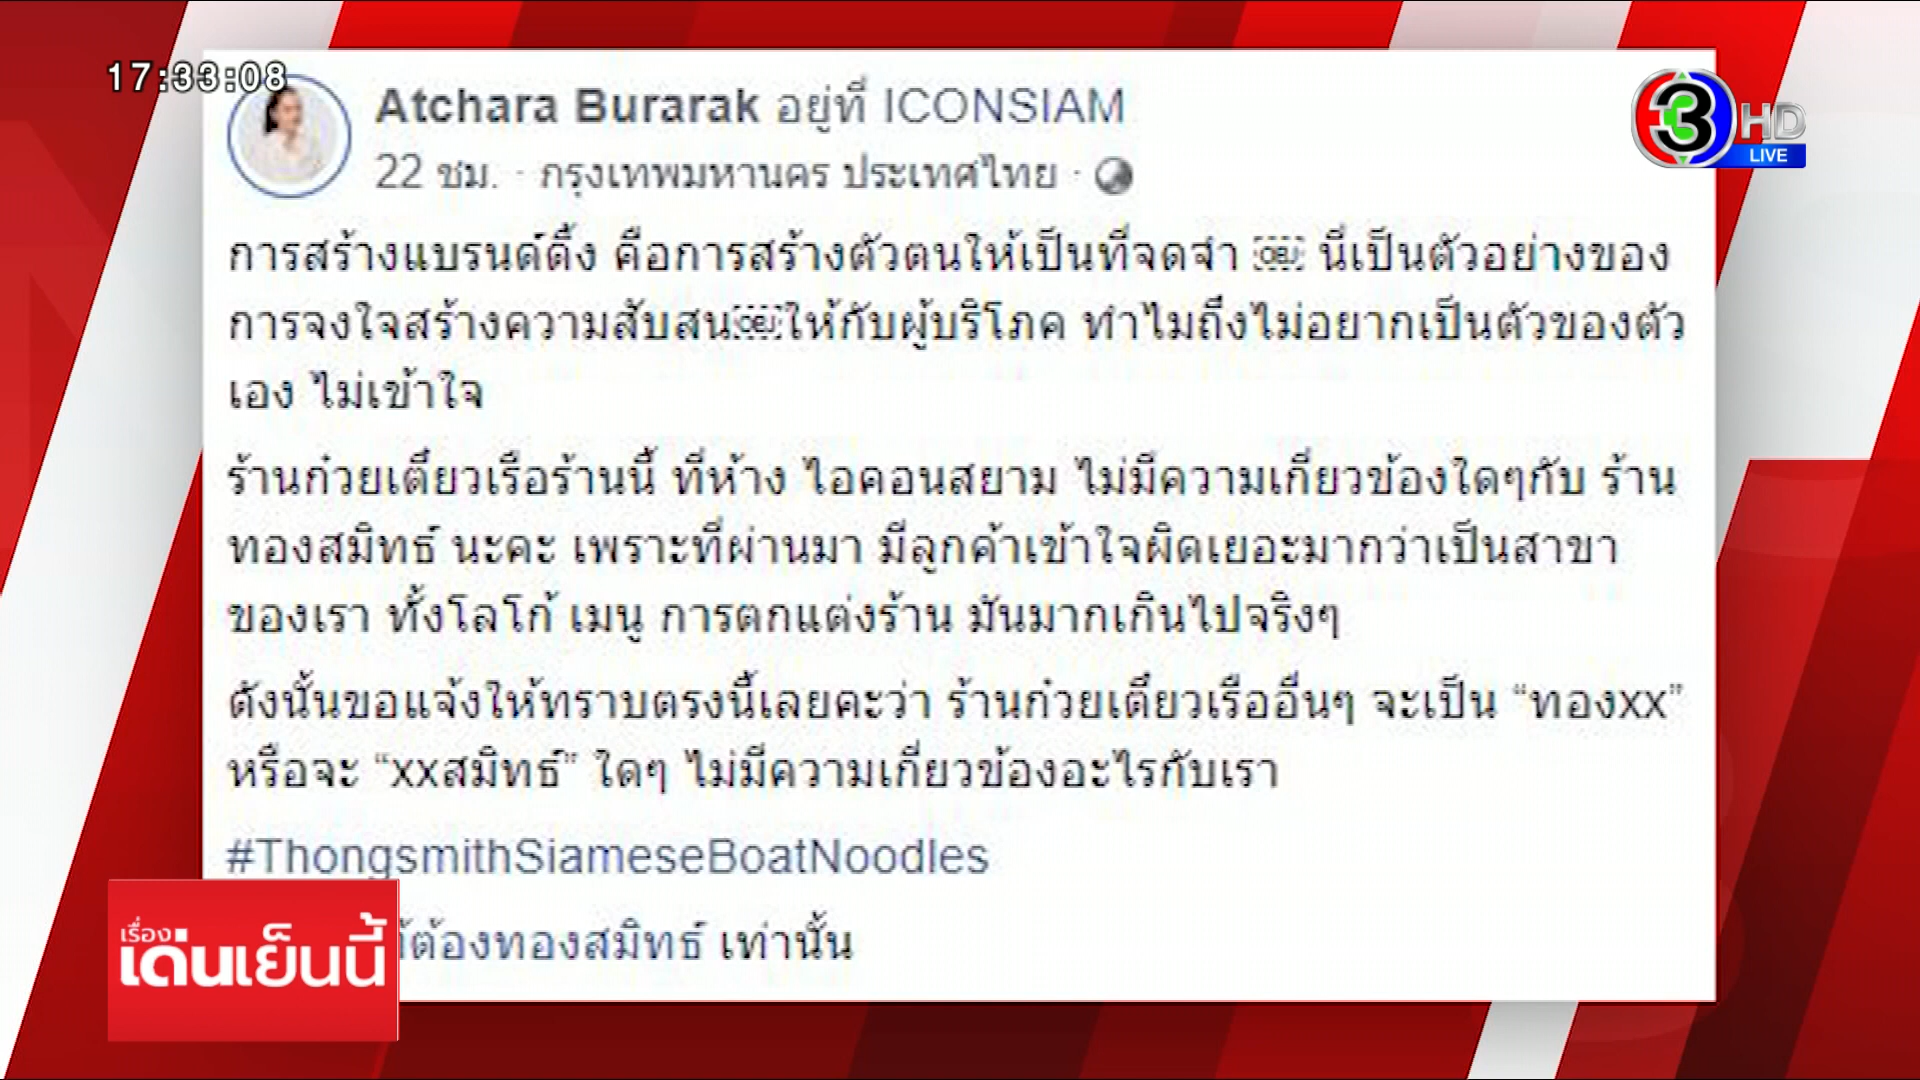 17:33:08
Atchara Burarak อยู่ที่ ICONSIAM
22 ชม. · กรุงเทพมหานคร ประเทศไทย ·
3 HD
LIVE
การสร้างแบรนด์ดิ้ง คือการสร้างตัวตนให้เป็นที่จดจำ OBJ นี่เป็นตัวอย่างของ
การจงใจสร้างความสับสนOBJให้กับผู้บริโภค ทำไมถึงไม่อยากเป็นตัวของตัว
เอง ไม่เข้าใจ
ร้านก๋วยเตี๋ยวเรือร้านนี้ ที่ห้าง ไอคอนสยาม ไม่มีความเกี่ยวข้องใดๆกับ ร้าน
ทองสมิทธ์ นะคะ เพราะที่ผ่านมา มีลูกค้าเข้าใจผิดเยอะมากว่าเป็นสาขา
ของเรา ทั้งโลโก้ เมนู การตกแต่งร้าน มันมากเกินไปจริงๆ
ดังนั้นขอแจ้งให้ทราบตรงนี้เลยคะว่า ร้านก๋วยเตี๋ยวเรืออื่นๆ จะเป็น “ทองxx”
หรือจะ “xxสมิทธ์” ใดๆ ไม่มีความเกี่ยวข้องอะไรกับเรา
#ThongsmithSiameseBoatNoodles
ต้องทองสมิทธ์ เท่านั้น
เรื่อง
เด่นเย็นนี้